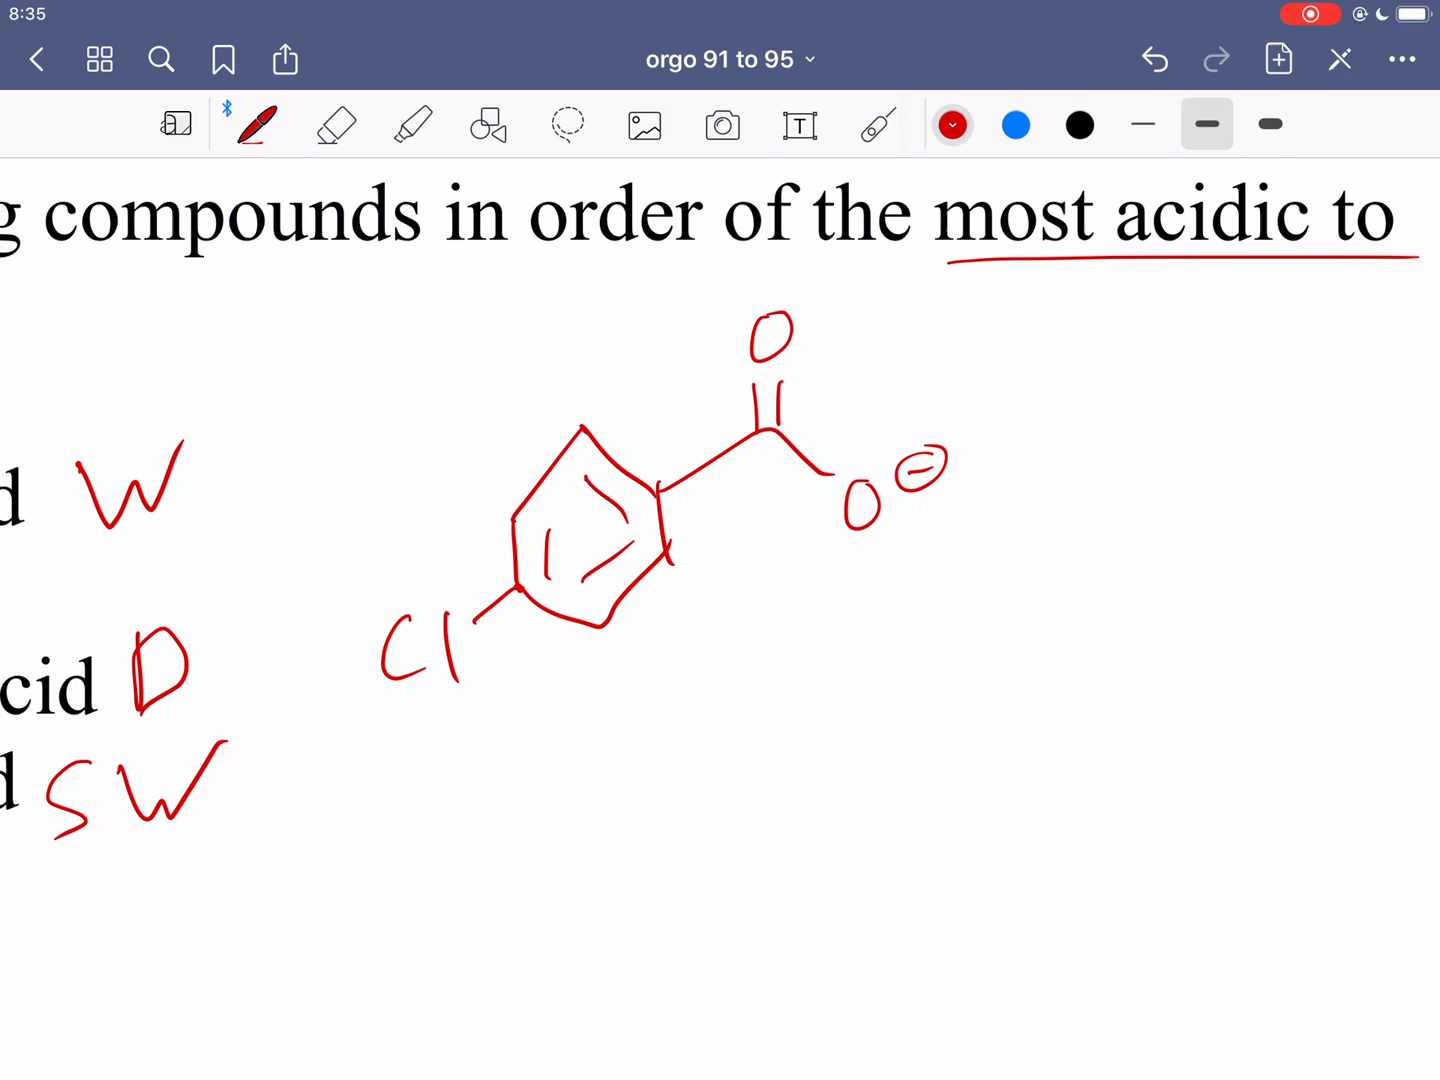 8:35
orgo 91 to 95
g compounds in order of the most acidic to
O
d W
O ⊖
Cl
cid D
d SW